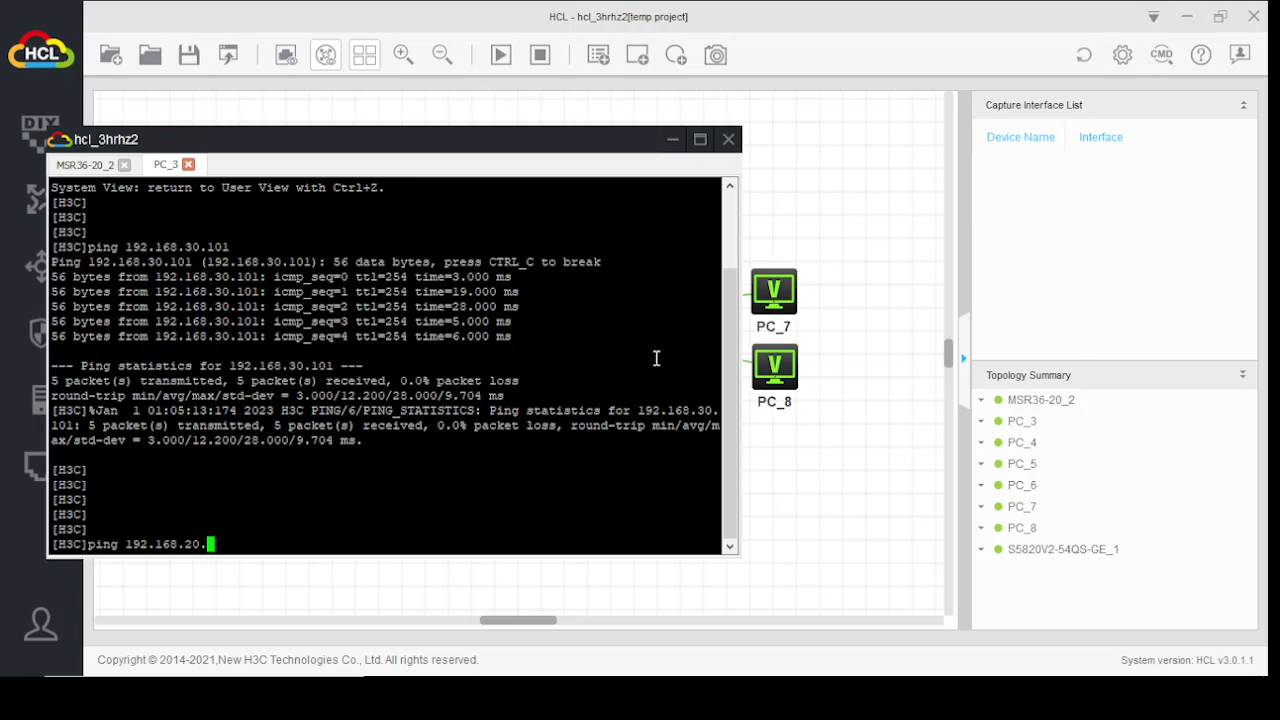 HCL - hcl_3hrhz2[temp project]
HCL
CMD
DIY
Capture Interface List
Device Name Interface
hcl_3hrhz2
MSR36-20_2 PC_3
System View: return to User View with Ctrl+Z.
[H3C]
[H3C]
[H3C]
[H3C]ping 192.168.30.101
Ping 192.168.30.101 (192.168.30.101): 56 data bytes, press CTRL_C to break
56 bytes from 192.168.30.101: icmp_seq=0 ttl=254 time=3.000 ms
56 bytes from 192.168.30.101: icmp_seq=1 ttl=254 time=19.000 ms
56 bytes from 192.168.30.101: icmp_seq=2 ttl=254 time=28.000 ms
56 bytes from 192.168.30.101: icmp_seq=3 ttl=254 time=5.000 ms
56 bytes from 192.168.30.101: icmp_seq=4 ttl=254 time=6.000 ms
--- Ping statistics for 192.168.30.101 ---
5 packet(s) transmitted, 5 packet(s) received, 0.0% packet loss
round-trip min/avg/max/std-dev = 3.000/12.200/28.000/9.704 ms
[H3C]%Jan  1 01:05:13:174 2023 H3C PING/6/PING_STATISTICS: Ping statistics for 192.168.30.
101: 5 packet(s) transmitted, 5 packet(s) received, 0.0% packet loss, round-trip min/avg/m
ax/std-dev = 3.000/12.200/28.000/9.704 ms.
[H3C]
[H3C]
[H3C]
[H3C]
[H3C]
[H3C]ping 192.168.20.
V
PC_7
V
PC_8
Topology Summary
MSR36-20_2
PC_3
PC_4
PC_5
PC_6
PC_7
PC_8
S5820V2-54QS-GE_1
Copyright © 2014-2021,New H3C Technologies Co., Ltd. All rights reserved.
System version: HCL v3.0.1.1